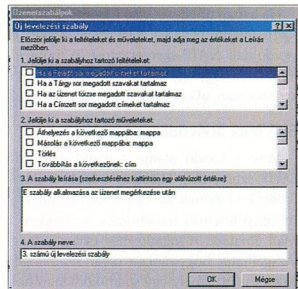 Üzenetszabályok
Új levelezési szabály
Először jelölje ki a feltételeket és műveleteket, majd adja meg az értékeket a Leírás
mezőben.
1. Jelölje ki a szabályhoz tartozó feltételeket:
Ha a Feladó sor megadott címeket tartalmaz
Ha a Tárgy sor megadott szavakat tartalmaz
Ha az üzenet törzse megadott szavakat tartalmaz
Ha a Címzett sor megadott címeket tartalmaz
2. Jelölje ki a szabályhoz tartozó műveleteket:
Áthelyezés a következő mappába: mappa
Másolás a következő mappába: mappa
Törlés
Továbbítás a következőnek: cím
3. A szabály leírása (szerkesztéséhez kattintson egy aláhúzott értékre):
E szabály alkalmazása az üzenet megérkezése után
4. A szabály neve:
3. számú új levelezési szabály
OK Mégse